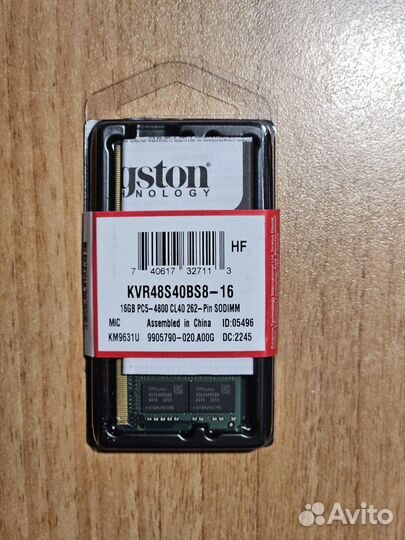 gston®
NOLOGY
HF
7 40617 32711 3
KVR48S40BS8-16
16GB PC5-4800 CL40 262-Pin SODIMM
MIC Assembled in China ID:05496
KM9631U 9905790-020.A00G DC:2245
SKhynix
Avito